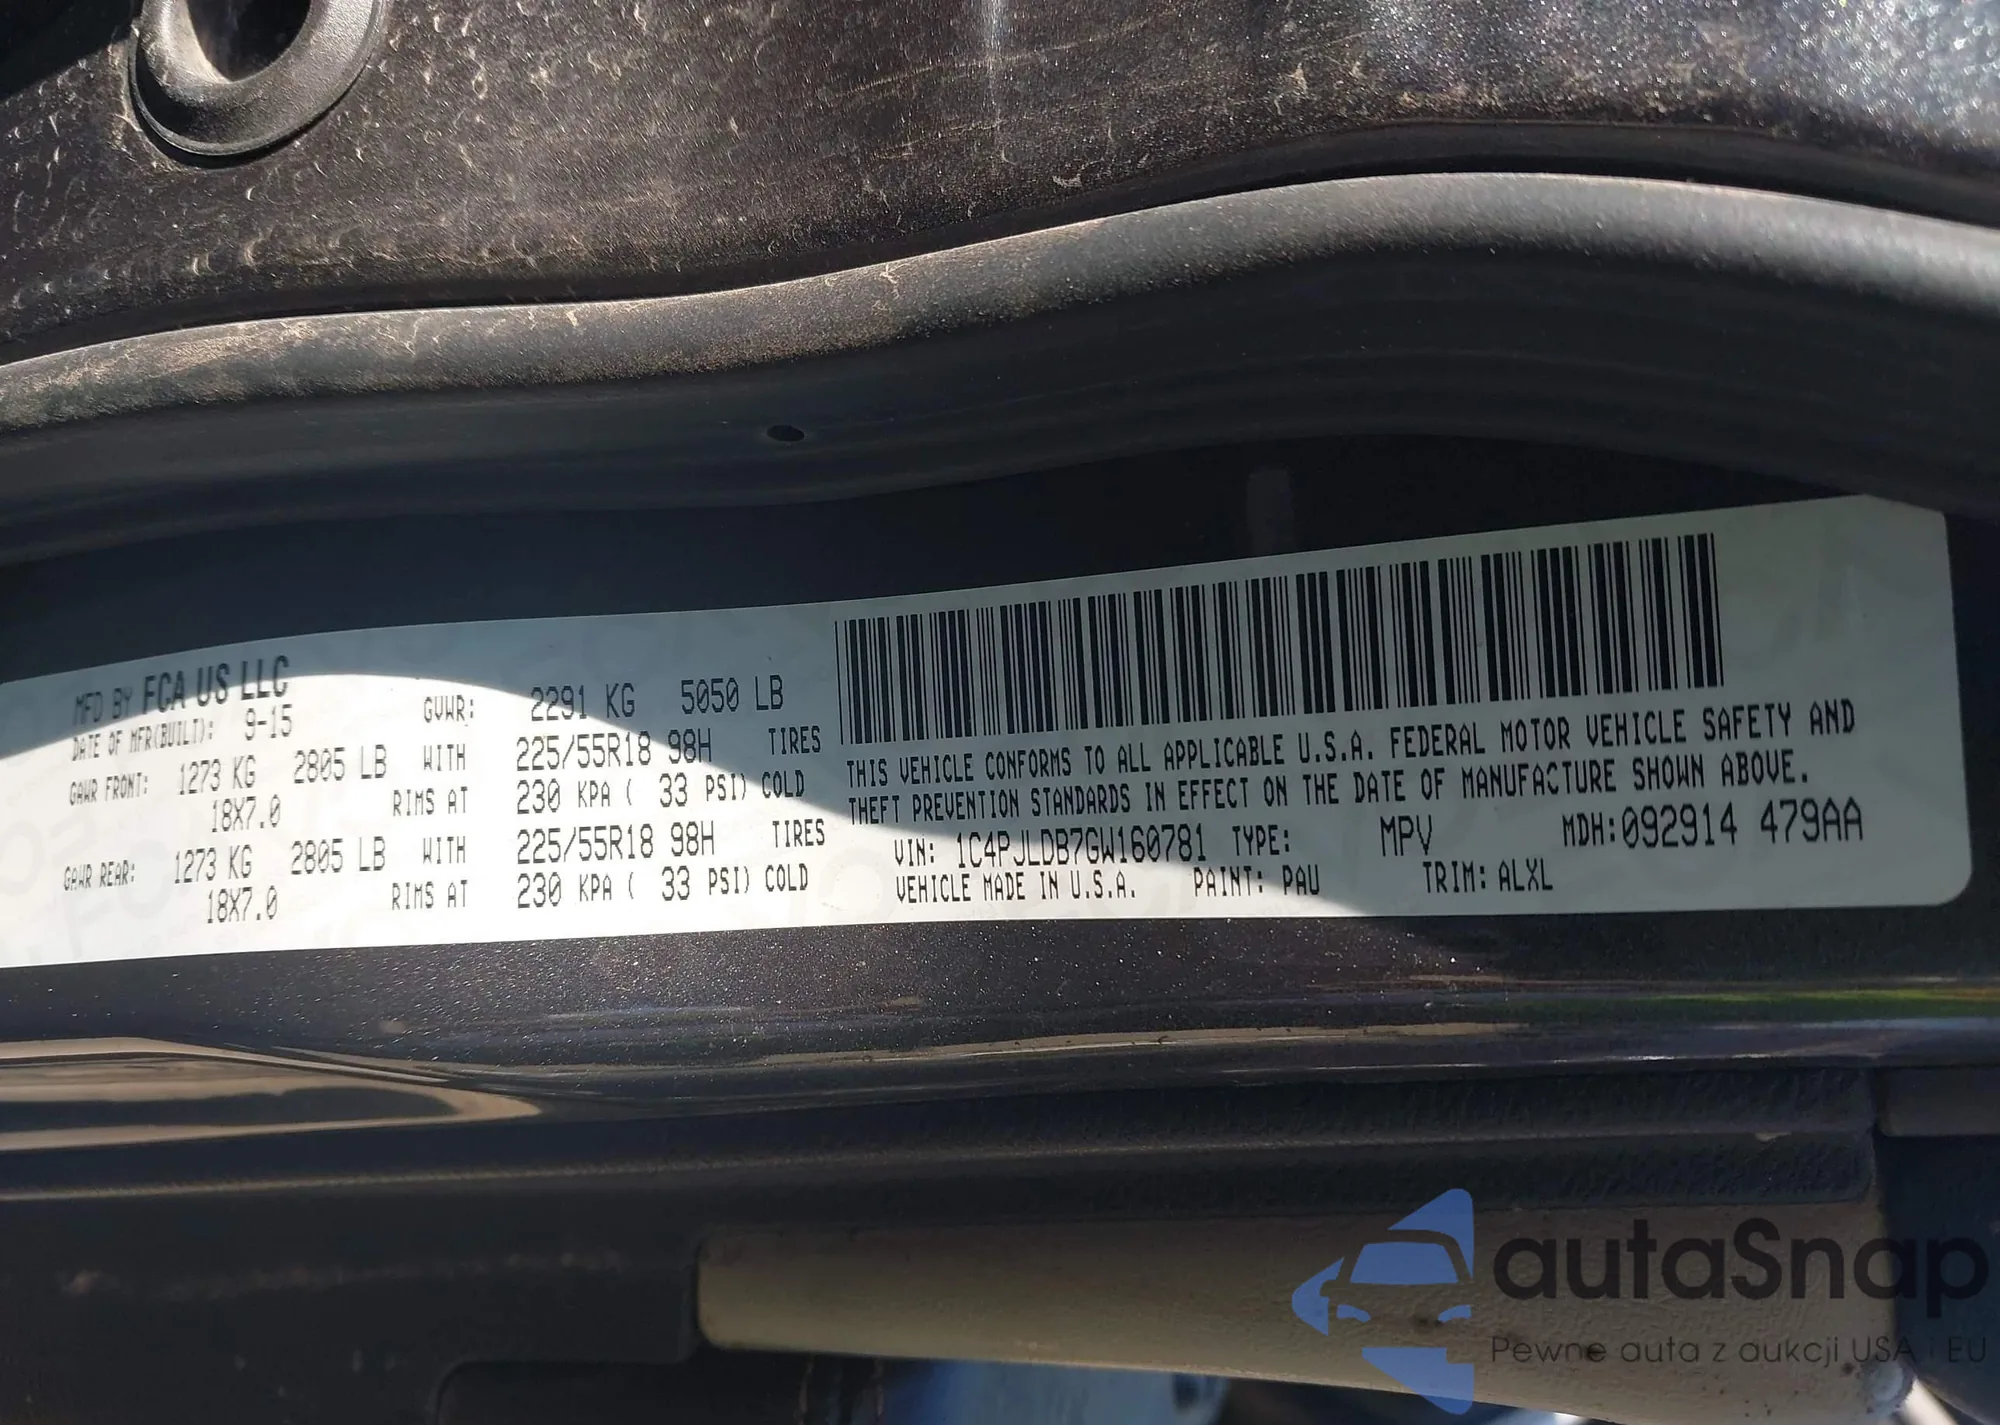 MFD BY FCA US LLC
DATE OF MFR(BUILT): 9-15 GVWR: 2291 KG 5050 LB
GAWR FRONT: 1273 KG 2805 LB WITH 225/55R18 98H TIRES
18X7.0 RIMS AT 230 KPA ( 33 PSI) COLD
GAWR REAR: 1273 KG 2805 LB WITH 225/55R18 98H TIRES
18X7.0 RIMS AT 230 KPA ( 33 PSI) COLD
THIS VEHICLE CONFORMS TO ALL APPLICABLE U.S.A. FEDERAL MOTOR VEHICLE SAFETY AND
THEFT PREVENTION STANDARDS IN EFFECT ON THE DATE OF MANUFACTURE SHOWN ABOVE.
VIN: 1C4PJLDB7GW160781 TYPE: MPV MDH:092914 479AA
VEHICLE MADE IN U.S.A. PAINT: PAU TRIM: ALXL
autaSnap
Pewne auta z aukcji USA i EU